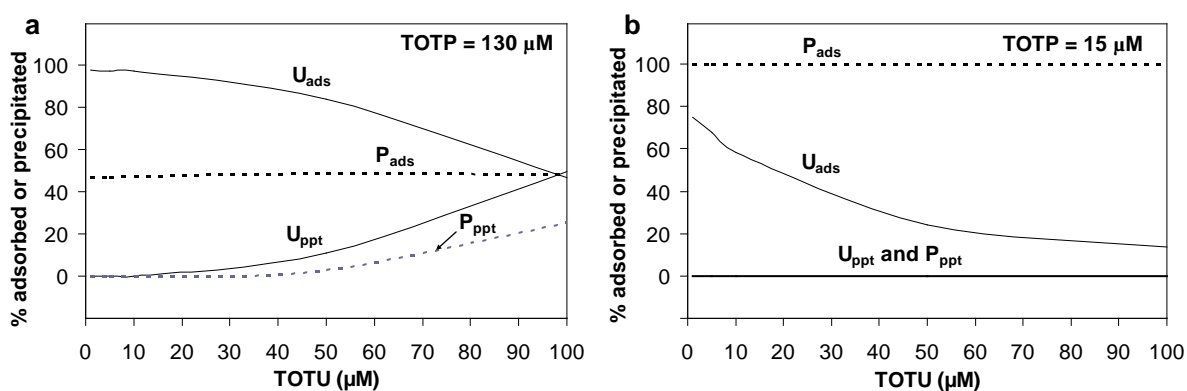 a
TOTP = 130 µM
% adsorbed or precipitated
100
80
60
40
20
0
U_ads
P_ads
U_ppt
P_ppt
0 10 20 30 40 50 60 70 80 90 100
TOTU (µM)
b
TOTP = 15 µM
% adsorbed or precipitated
100
80
60
40
20
0
P_ads
U_ads
U_ppt and P_ppt
0 10 20 30 40 50 60 70 80 90 100
TOTU (µM)